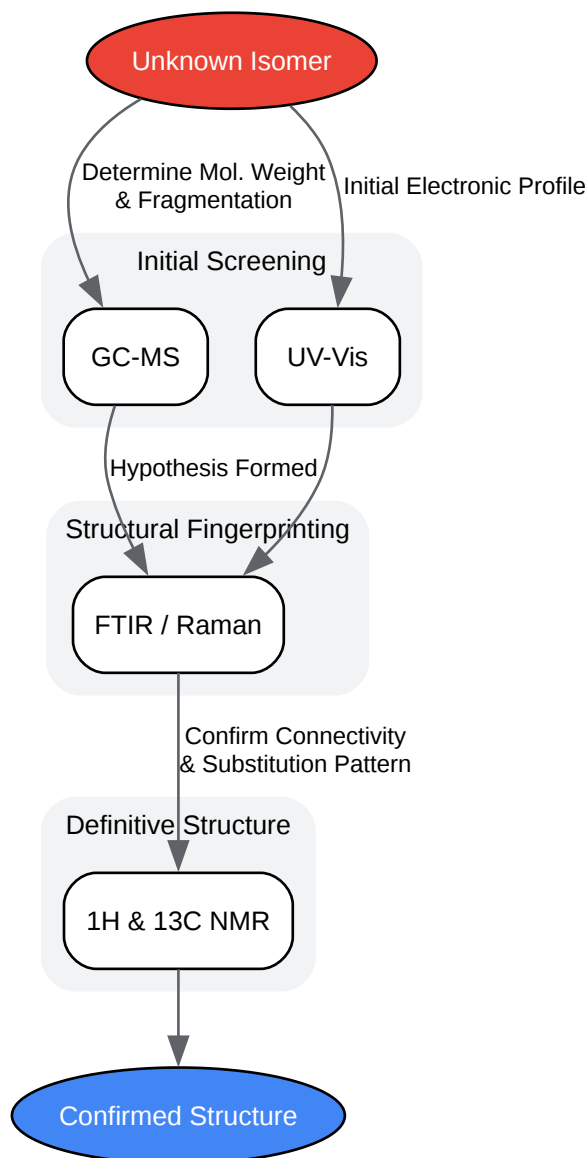 Unknown Isomer
Determine Mol. Weight
& Fragmentation
Initial Electronic Profile
Initial Screening
GC-MS
UV-Vis
Hypothesis Formed
Structural Fingerprinting
FTIR / Raman
Confirm Connectivity
& Substitution Pattern
Definitive Structure
1H & 13C NMR
Confirmed Structure